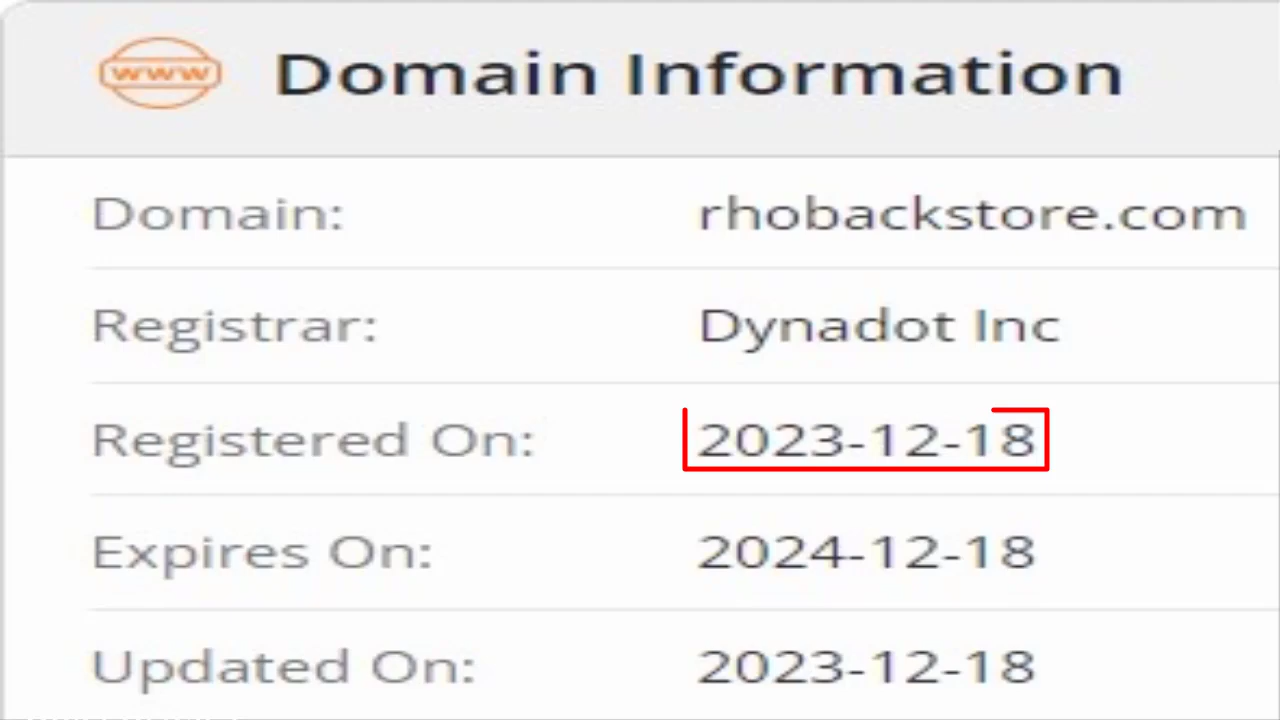 www
Domain Information
Domain: rhobackstore.com
Registrar: Dynadot Inc
Registered On: 2023-12-18
Expires On: 2024-12-18
Updated On: 2023-12-18